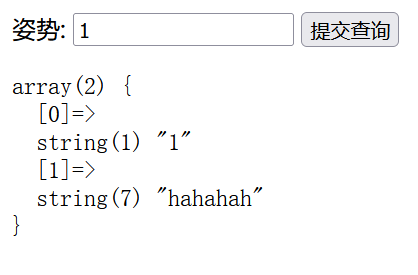 姿势: 1 提交查询
array(2) {
  [0]=>
  string(1) "1"
  [1]=>
  string(7) "hahahah"
}